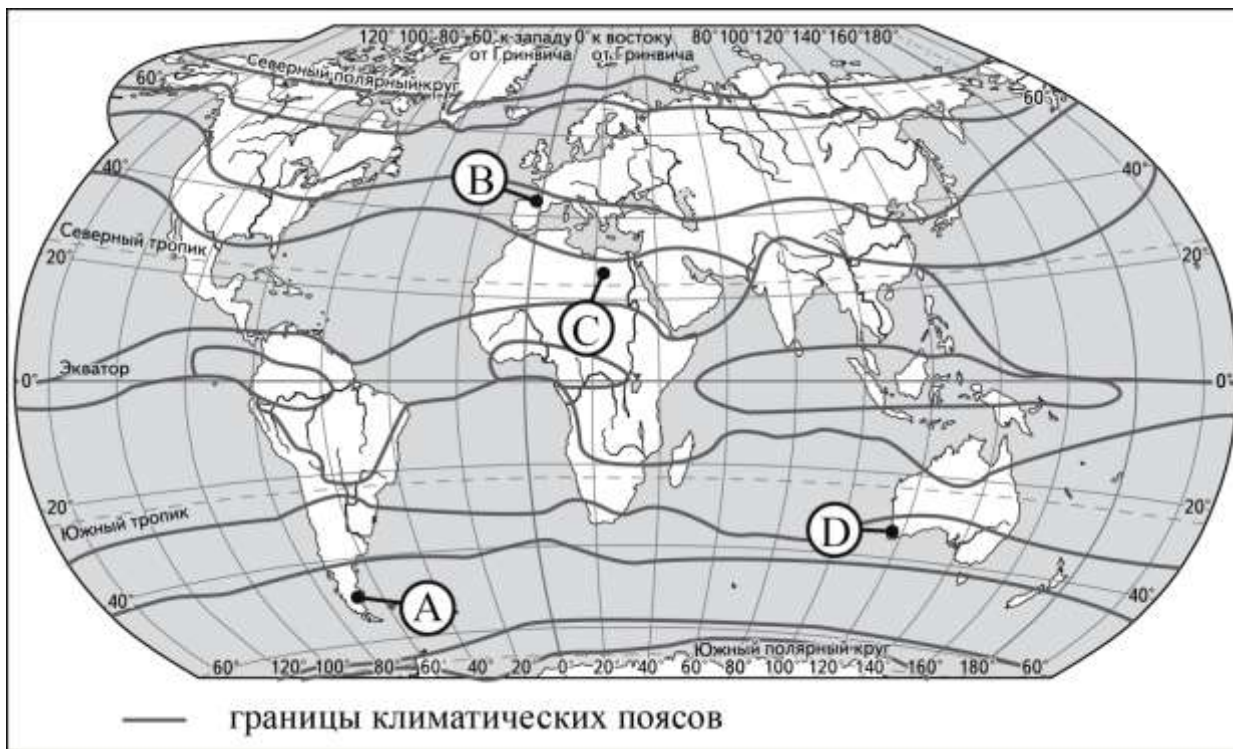 120° 100° 80° 60° к западу 0° к востоку 80° 100° 120° 140° 160° 180°
от Гринвича от Гринвича
60° Северный полярный круг 60°
40° B 40°
Северный тропик
20° 20°
C
Экватор
0° 0°
20° 20°
Южный тропик
D
40° A 40°
Южный полярный круг
60° 120° 100° 80° 60° 40° 20° 0° 20° 40° 60° 80° 100° 120° 140° 160° 180° 60°
границы климатических поясов